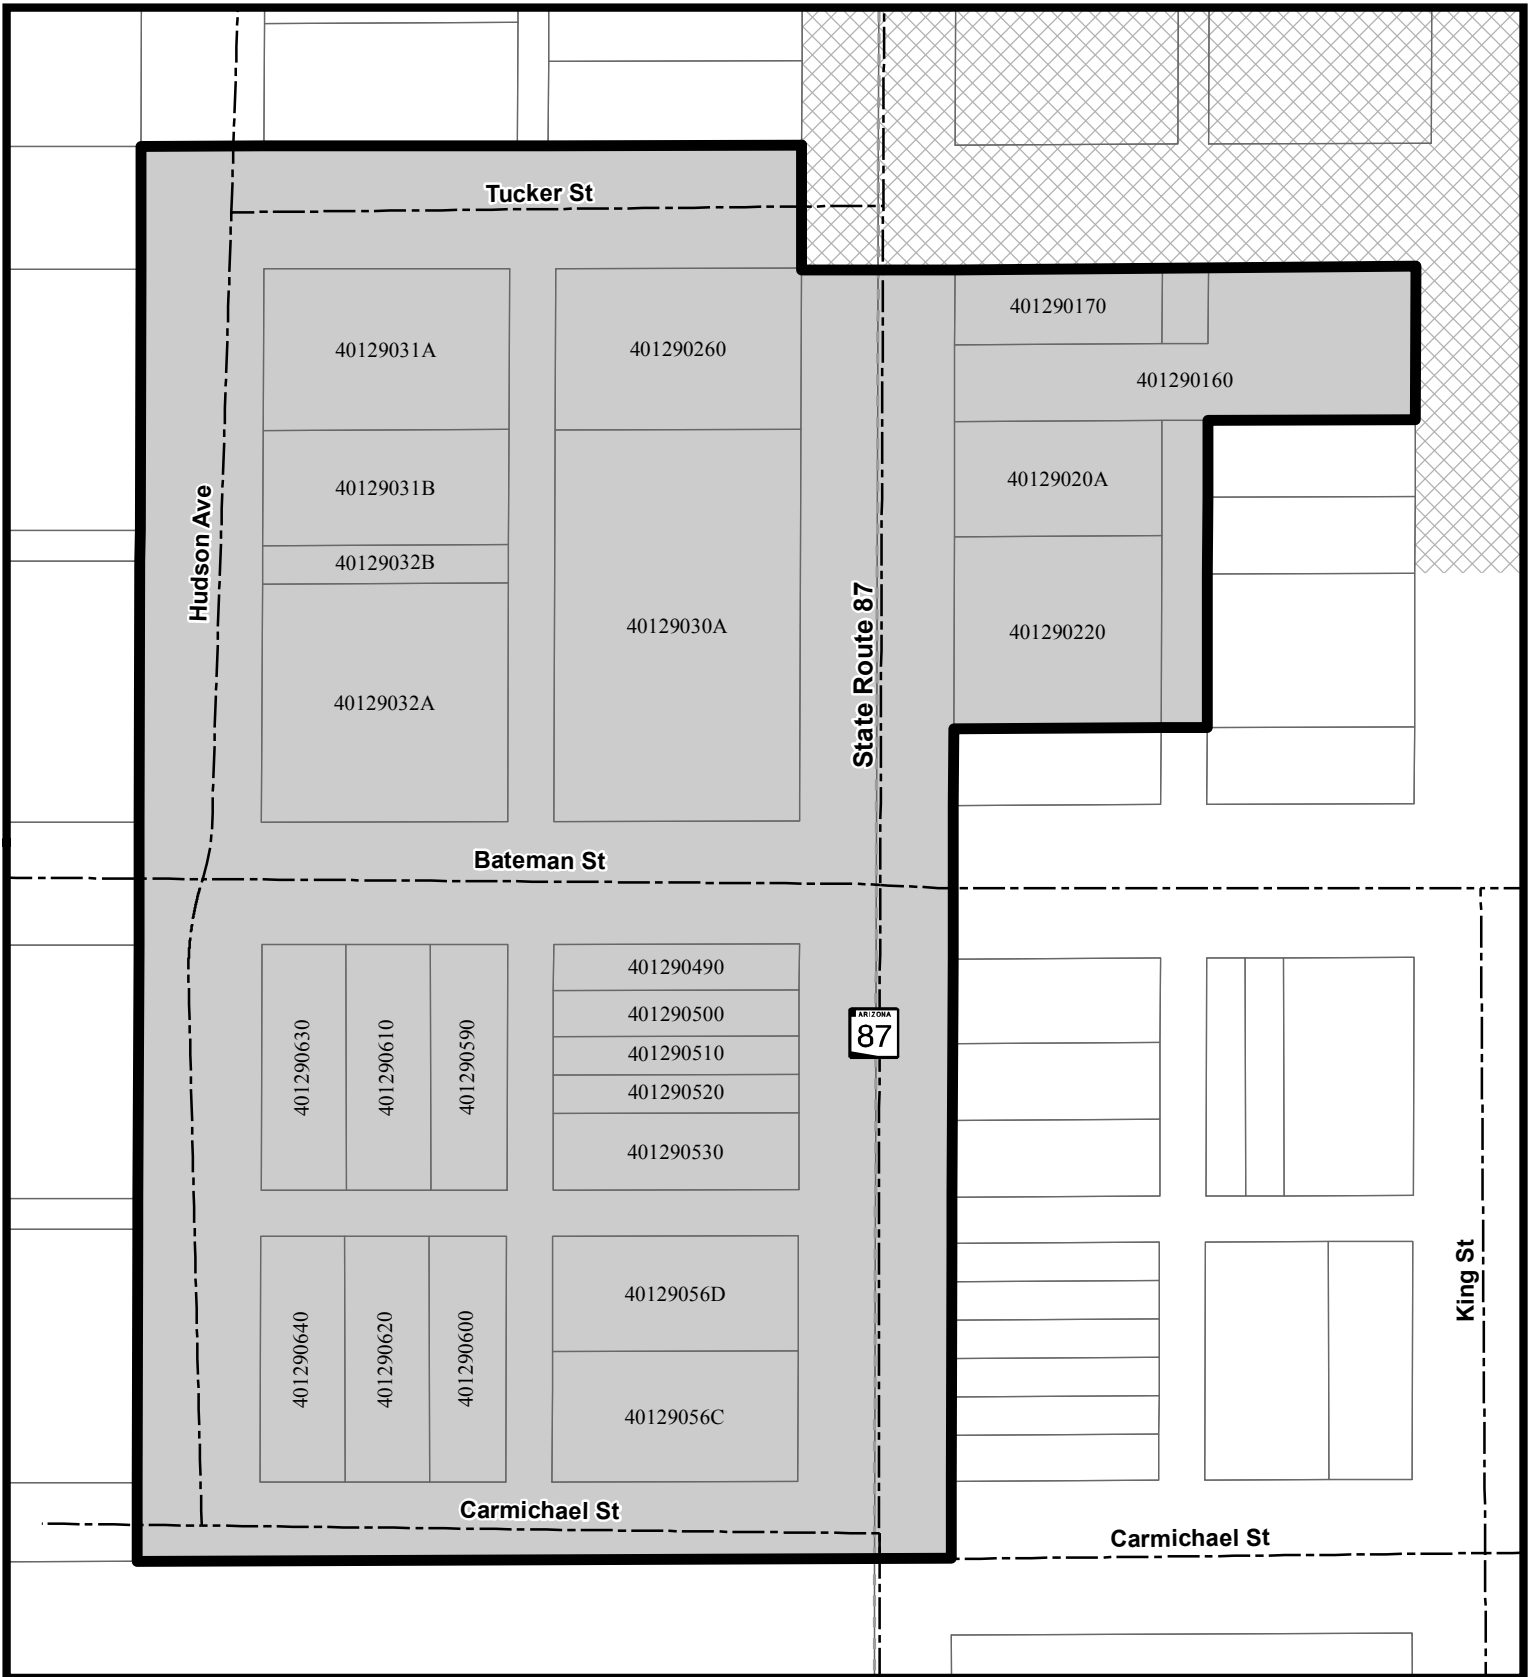 Tucker St
401290170
40129031A
401290260
401290160
40129020A
40129031B
Hudson Ave
40129032B
40129030A
401290220
State Route 87
40129032A
Bateman St
401290490
401290500
ARIZONA
87
401290510
401290630
401290610
401290590
401290520
401290530
40129056D
King St
401290640
401290620
401290600
40129056C
Carmichael St
Carmichael St